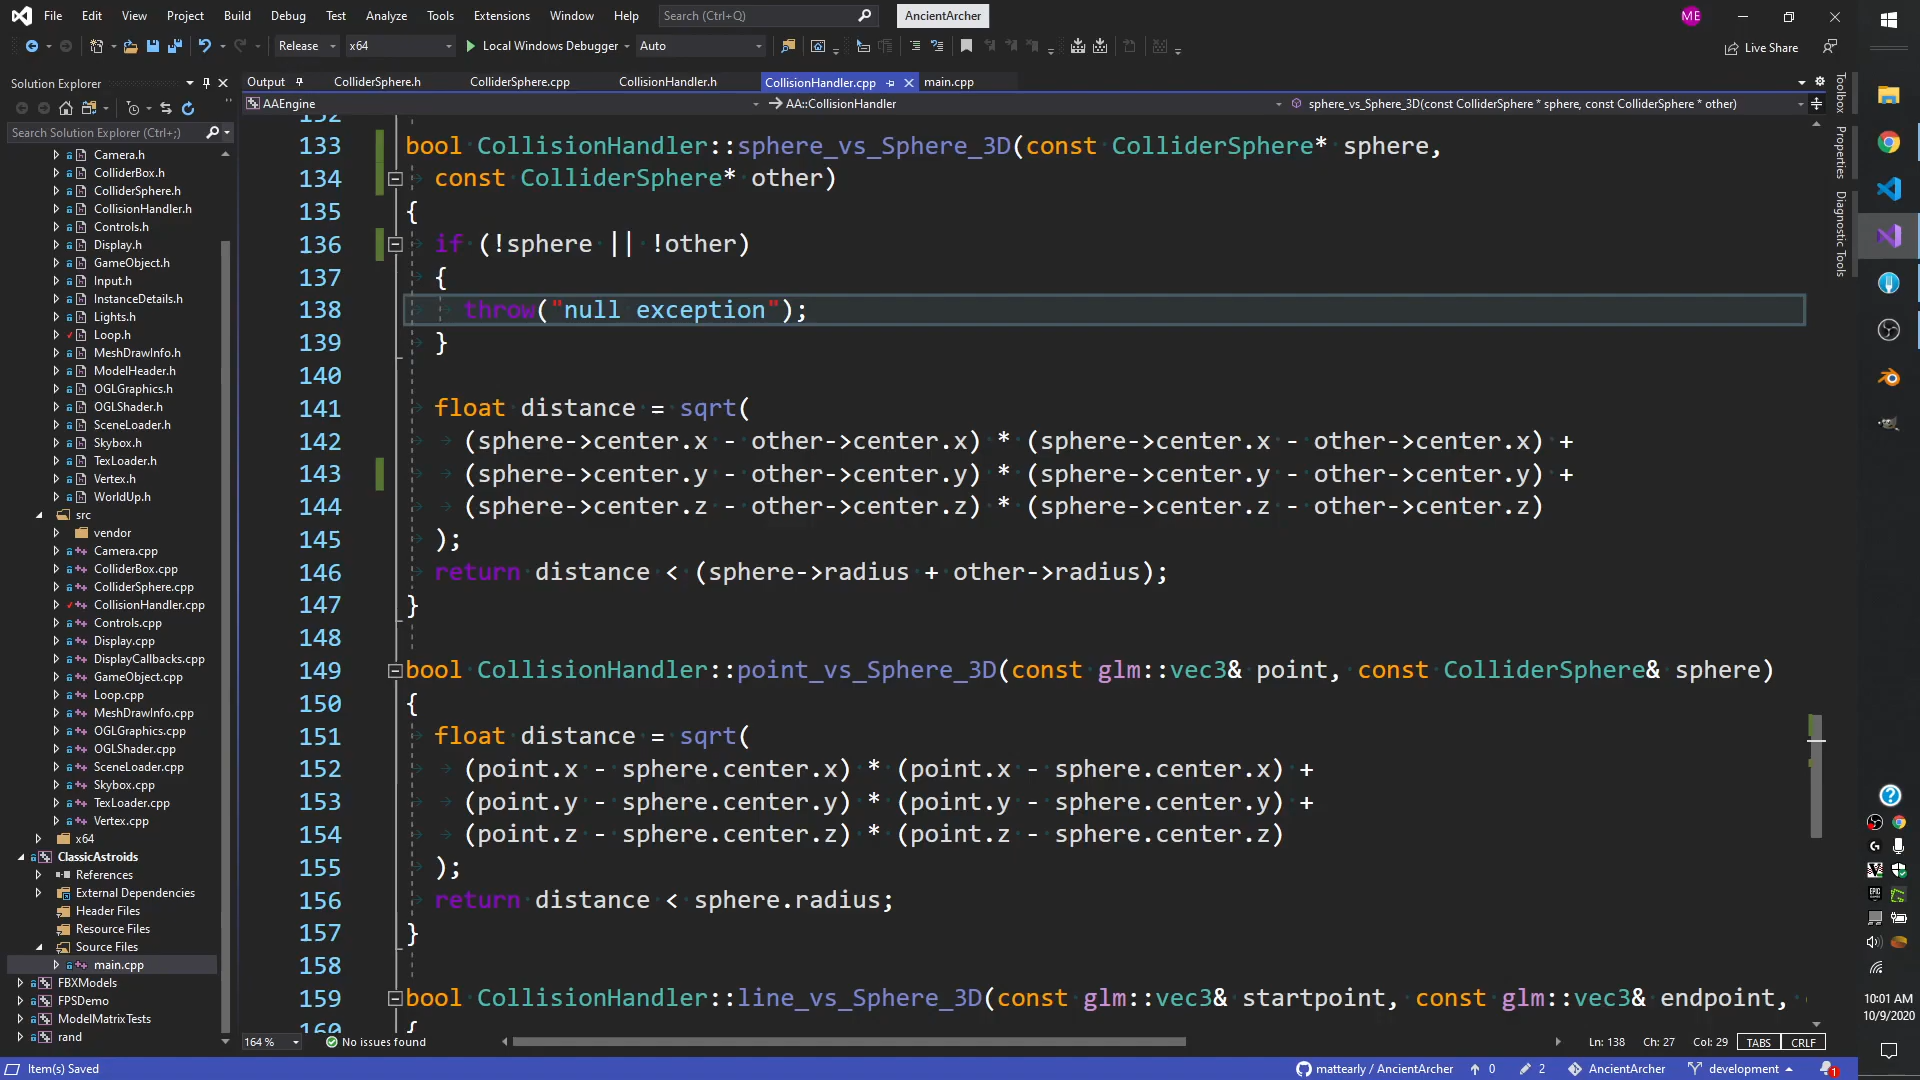 File Edit View Project Build Debug Test Analyze Tools Extensions Window Help Search (Ctrl+Q) AncientArcher ME
Release x64 Local Windows Debugger Auto Live Share
Solution Explorer
Output ColliderSphere.h ColliderSphere.cpp CollisionHandler.h CollisionHandler.cpp main.cpp
AAEngine AA::CollisionHandler sphere_vs_Sphere_3D(const ColliderSphere * sphere, const ColliderSphere * other)
Search Solution Explorer (Ctrl+;)
Camera.h
ColliderBox.h
ColliderSphere.h
CollisionHandler.h
Controls.h
Display.h
GameObject.h
Input.h
InstanceDetails.h
Lights.h
Loop.h
MeshDrawInfo.h
ModelHeader.h
OGLGraphics.h
OGLShader.h
SceneLoader.h
Skybox.h
TexLoader.h
Vertex.h
WorldUp.h
src
vendor
Camera.cpp
ColliderBox.cpp
ColliderSphere.cpp
CollisionHandler.cpp
Controls.cpp
Display.cpp
DisplayCallbacks.cpp
GameObject.cpp
Loop.cpp
MeshDrawInfo.cpp
OGLGraphics.cpp
OGLShader.cpp
SceneLoader.cpp
Skybox.cpp
TexLoader.cpp
Vertex.cpp
x64
ClassicAstroids
References
External Dependencies
Header Files
Resource Files
Source Files
main.cpp
FBXModels
FPSDemo
ModelMatrixTests
rand
132
133 bool CollisionHandler::sphere_vs_Sphere_3D(const ColliderSphere* sphere,
134 const ColliderSphere* other)
135 {
136 if (!sphere || !other)
137 {
138 throw("null exception");
139 }
140
141 float distance = sqrt(
142 (sphere->center.x - other->center.x) * (sphere->center.x - other->center.x) +
143 (sphere->center.y - other->center.y) * (sphere->center.y - other->center.y) +
144 (sphere->center.z - other->center.z) * (sphere->center.z - other->center.z)
145 );
146 return distance < (sphere->radius + other->radius);
147 }
148
149 bool CollisionHandler::point_vs_Sphere_3D(const glm::vec3& point, const ColliderSphere& sphere)
150 {
151 float distance = sqrt(
152 (point.x - sphere.center.x) * (point.x - sphere.center.x) +
153 (point.y - sphere.center.y) * (point.y - sphere.center.y) +
154 (point.z - sphere.center.z) * (point.z - sphere.center.z)
155 );
156 return distance < sphere.radius;
157 }
158
159 bool CollisionHandler::line_vs_Sphere_3D(const glm::vec3& startpoint, const glm::vec3& endpoint,
160 {
Toolbox
Properties
Diagnostic Tools
164 % No issues found Ln: 138 Ch: 27 Col: 29 TABS CRLF
Item(s) Saved mattearly / AncientArcher 0 2 AncientArcher development 1
10:01 AM
10/9/2020